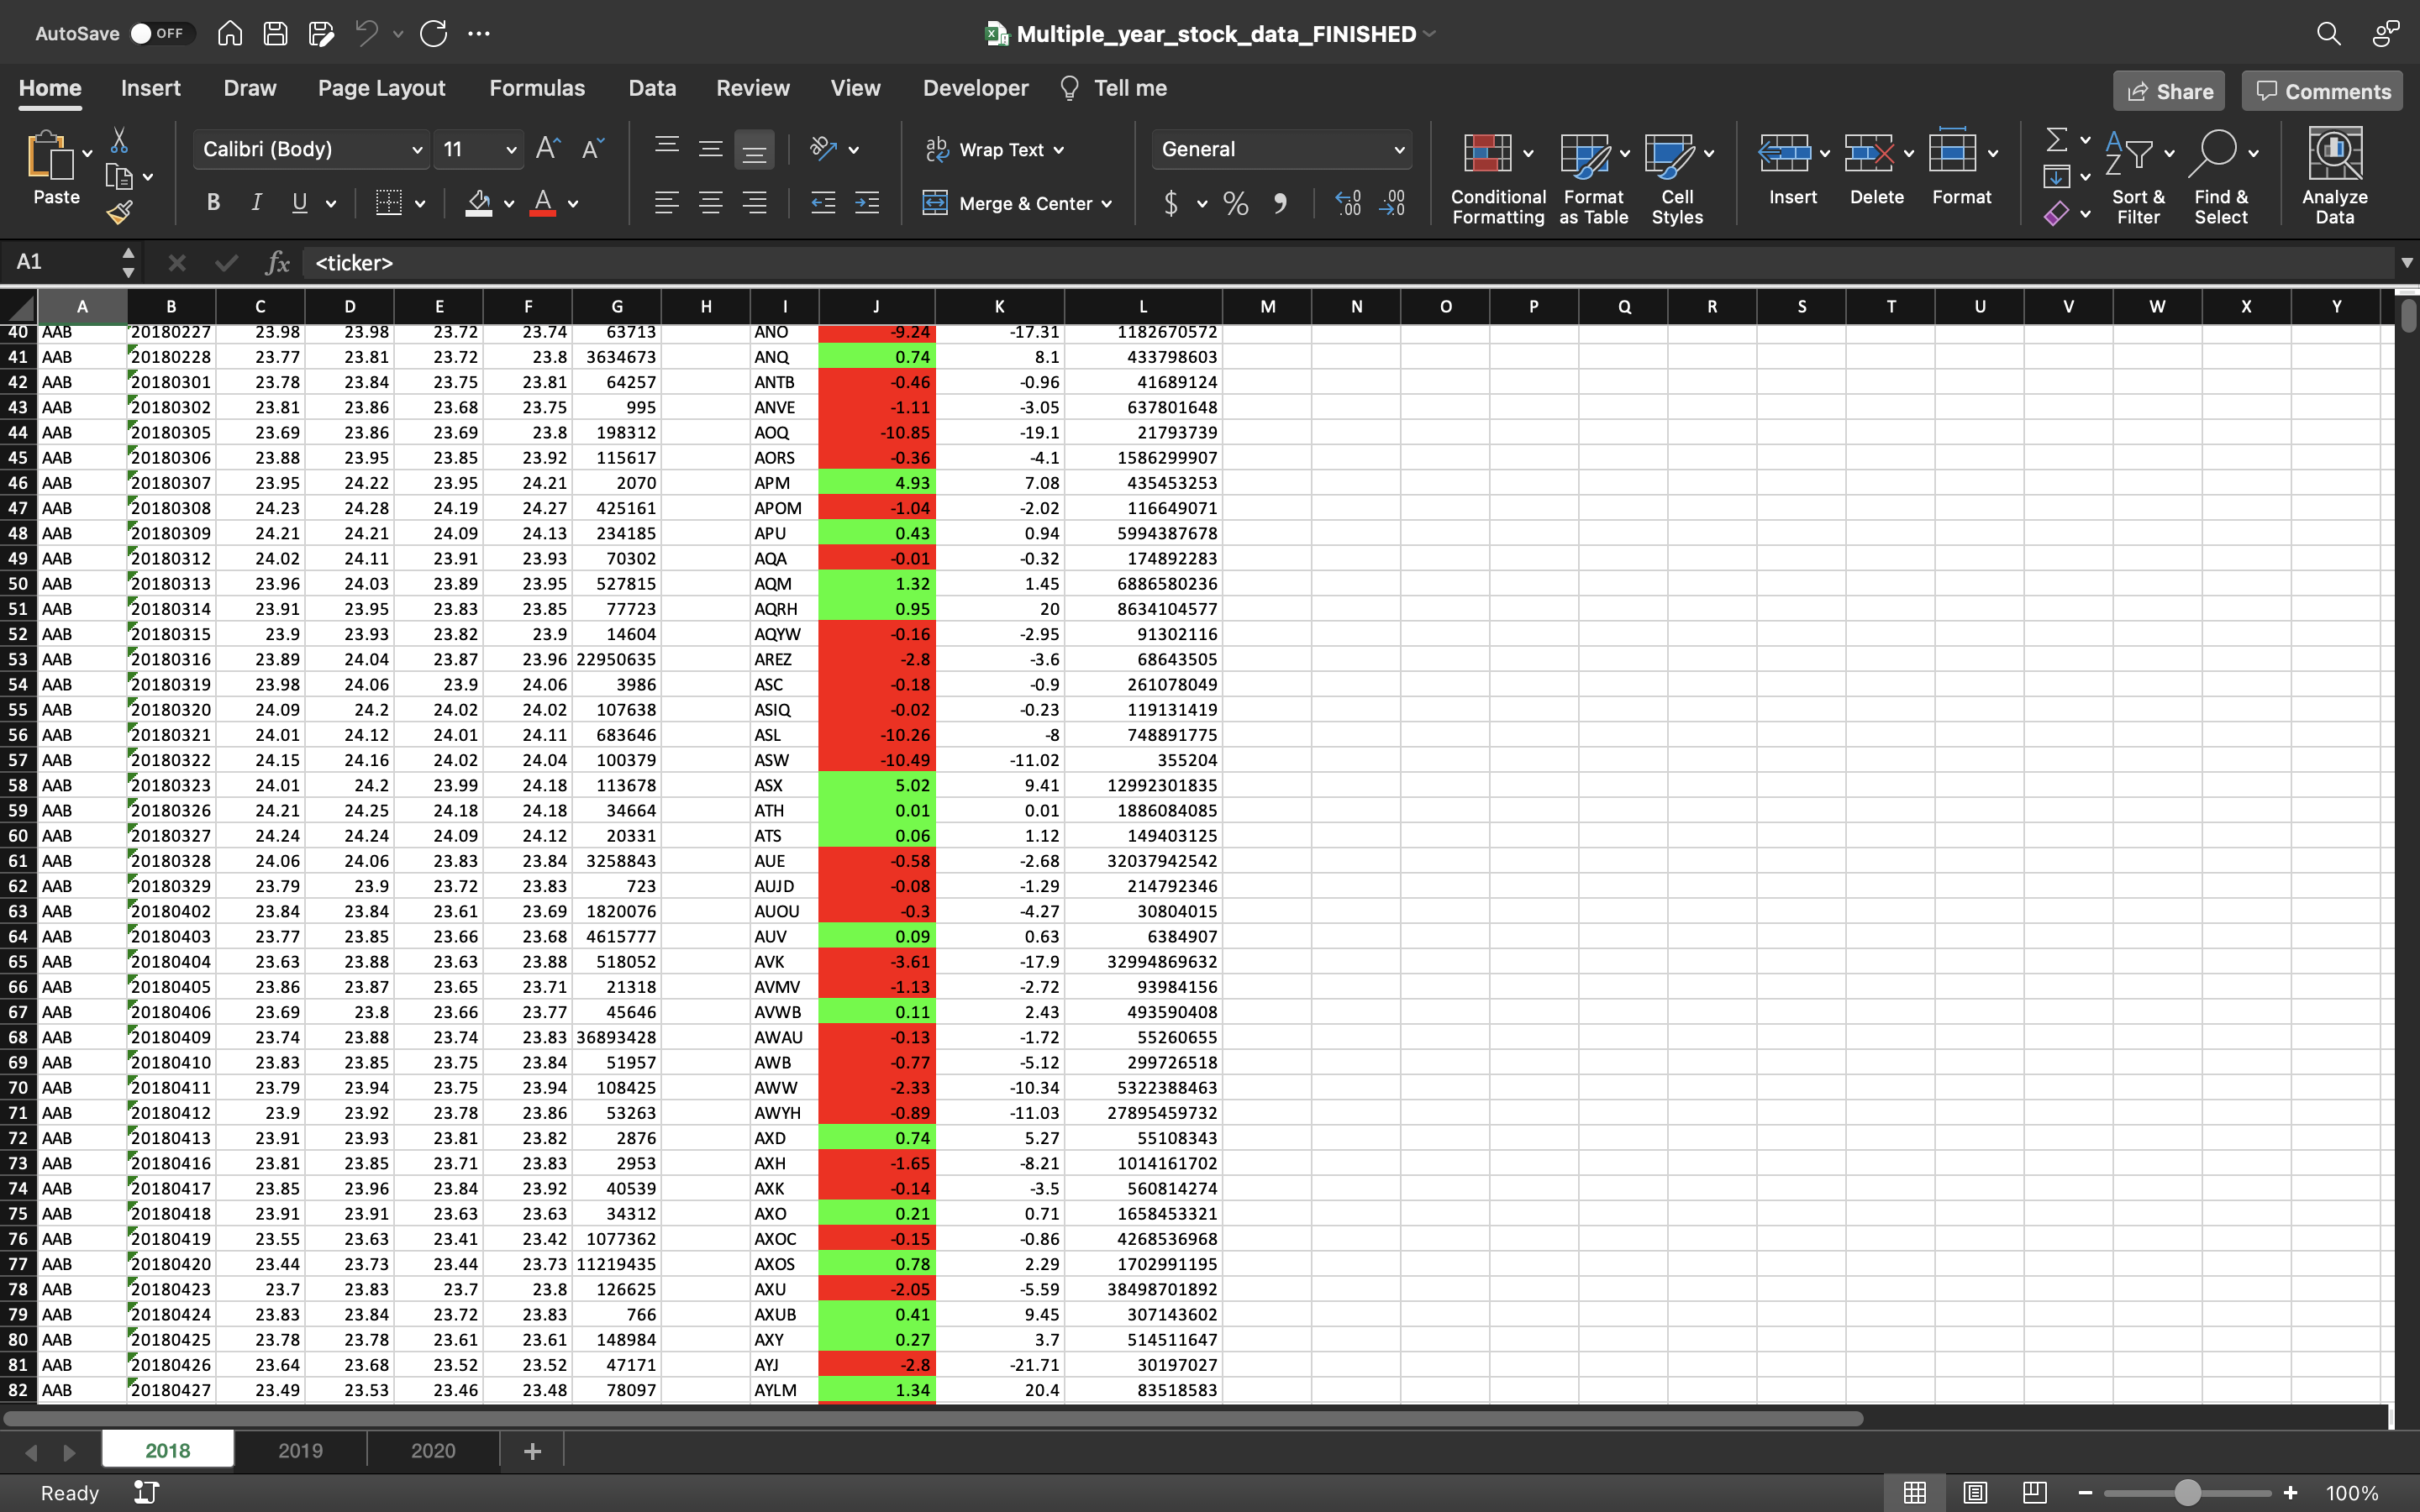 AutoSave OFF Multiple_year_stock_data_FINISHED
Home Insert Draw Page Layout Formulas Data Review View Developer Tell me Share Comments
Paste Calibri (Body) 11 A A Wrap Text General Conditional Formatting Format as Table Cell Styles Insert Delete Format Sort & Filter Find & Select Analyze Data
B I U A Merge & Center $ %
A1 fx <ticker>
A B C D E F G H I J K L M N O P Q R S T U V W X Y
40 AAB 20180227 23.98 23.98 23.72 23.74 63713 ANO -9.24 -17.31 1182670572
41 AAB 20180228 23.77 23.81 23.72 23.8 3634673 ANQ 0.74 8.1 433798603
42 AAB 20180301 23.78 23.84 23.75 23.81 64257 ANTB -0.46 -0.96 41689124
43 AAB 20180302 23.81 23.86 23.68 23.75 995 ANVE -1.11 -3.05 637801648
44 AAB 20180305 23.69 23.86 23.69 23.8 198312 AOQ -10.85 -19.1 21793739
45 AAB 20180306 23.88 23.95 23.85 23.92 115617 AORS -0.36 -4.1 1586299907
46 AAB 20180307 23.95 24.22 23.95 24.21 2070 APM 4.93 7.08 435453253
47 AAB 20180308 24.23 24.28 24.19 24.27 425161 APOM -1.04 -2.02 116649071
48 AAB 20180309 24.21 24.21 24.09 24.13 234185 APU 0.43 0.94 5994387678
49 AAB 20180312 24.02 24.11 23.91 23.93 70302 AQA -0.01 -0.32 174892283
50 AAB 20180313 23.96 24.03 23.89 23.95 527815 AQM 1.32 1.45 6886580236
51 AAB 20180314 23.91 23.95 23.83 23.85 77723 AQRH 0.95 20 8634104577
52 AAB 20180315 23.9 23.93 23.82 23.9 14604 AQYW -0.16 -2.95 91302116
53 AAB 20180316 23.89 24.04 23.87 23.96 22950635 AREZ -2.8 -3.6 68643505
54 AAB 20180319 23.98 24.06 23.9 24.06 3986 ASC -0.18 -0.9 261078049
55 AAB 20180320 24.09 24.2 24.02 24.02 107638 ASIQ -0.02 -0.23 119131419
56 AAB 20180321 24.01 24.12 24.01 24.11 683646 ASL -10.26 -8 748891775
57 AAB 20180322 24.15 24.16 24.02 24.04 100379 ASW -10.49 -11.02 355204
58 AAB 20180323 24.01 24.2 23.99 24.18 113678 ASX 5.02 9.41 12992301835
59 AAB 20180326 24.21 24.25 24.18 24.18 34664 ATH 0.01 0.01 1886084085
60 AAB 20180327 24.24 24.24 24.09 24.12 20331 ATS 0.06 1.12 149403125
61 AAB 20180328 24.06 24.06 23.83 23.84 3258843 AUE -0.58 -2.68 32037942542
62 AAB 20180329 23.79 23.9 23.72 23.83 723 AUJD -0.08 -1.29 214792346
63 AAB 20180402 23.84 23.84 23.61 23.69 1820076 AUOU -0.3 -4.27 30804015
64 AAB 20180403 23.77 23.85 23.66 23.68 4615777 AUV 0.09 0.63 6384907
65 AAB 20180404 23.63 23.88 23.63 23.88 518052 AVK -3.61 -17.9 32994869632
66 AAB 20180405 23.86 23.87 23.65 23.71 21318 AVMV -1.13 -2.72 93984156
67 AAB 20180406 23.69 23.8 23.66 23.77 45646 AVWB 0.11 2.43 493590408
68 AAB 20180409 23.74 23.88 23.74 23.83 36893428 AWAU -0.13 -1.72 55260655
69 AAB 20180410 23.83 23.85 23.75 23.84 51957 AWB -0.77 -5.12 299726518
70 AAB 20180411 23.79 23.94 23.75 23.94 108425 AWW -2.33 -10.34 5322388463
71 AAB 20180412 23.9 23.92 23.78 23.86 53263 AWYH -0.89 -11.03 27895459732
72 AAB 20180413 23.91 23.93 23.81 23.82 2876 AXD 0.74 5.27 55108343
73 AAB 20180416 23.81 23.85 23.71 23.83 2953 AXH -1.65 -8.21 1014161702
74 AAB 20180417 23.85 23.96 23.84 23.92 40539 AXK -0.14 -3.5 560814274
75 AAB 20180418 23.91 23.91 23.63 23.63 34312 AXO 0.21 0.71 1658453321
76 AAB 20180419 23.55 23.63 23.41 23.42 1077362 AXOC -0.15 -0.86 4268536968
77 AAB 20180420 23.44 23.73 23.44 23.73 11219435 AXOS 0.78 2.29 1702991195
78 AAB 20180423 23.7 23.83 23.7 23.8 126625 AXU -2.05 -5.59 38498701892
79 AAB 20180424 23.83 23.84 23.72 23.83 766 AXUB 0.41 9.45 307143602
80 AAB 20180425 23.78 23.78 23.61 23.61 148984 AXY 0.27 3.7 514511647
81 AAB 20180426 23.64 23.68 23.52 23.52 47171 AYJ -2.8 -21.71 30197027
82 AAB 20180427 23.49 23.53 23.46 23.48 78097 AYLM 1.34 20.4 83518583
2018 2019 2020 +
Ready 100%